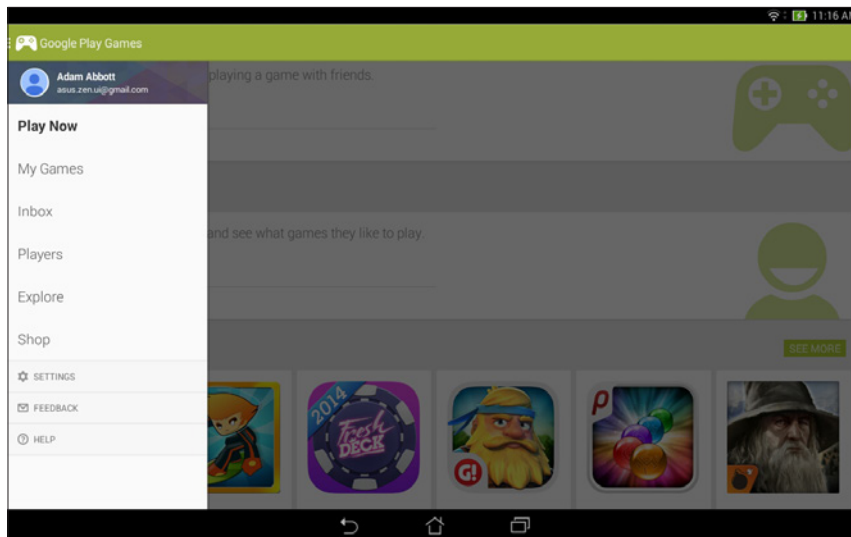 11:16 AM
Google Play Games
Adam Abbott
asus.zen.ui@gmail.com
playing a game with friends.
Play Now
My Games
Inbox
and see what games they like to play.
Players
Explore
Shop
SEE MORE
SETTINGS
FEEDBACK
HELP
2014
Fresh
DECK
G!
P